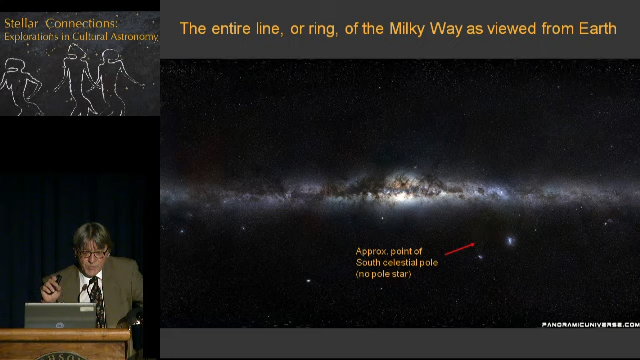 Stellar Connections:
Explorations in Cultural Astronomy
The entire line, or ring, of the Milky Way as viewed from Earth
Approx. point of
South celestial pole
(no pole star)
PANORAMICUNIVERSE.COM